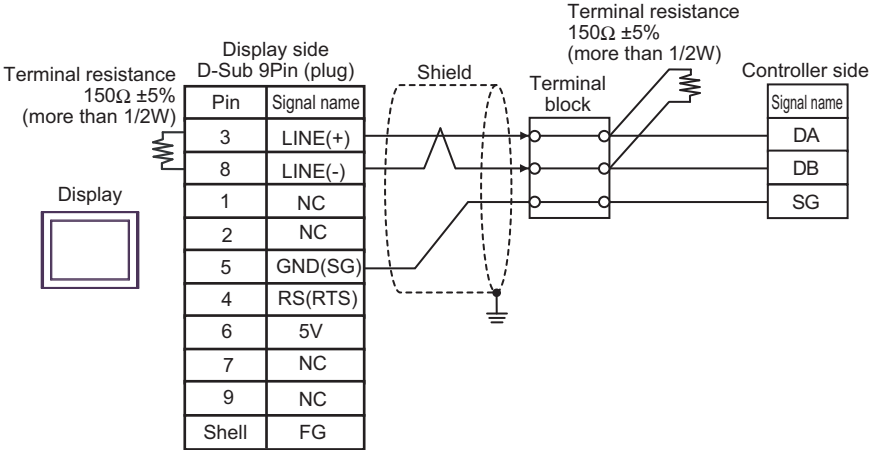 Terminal resistance
150Ω ±5%
(more than 1/2W)
Display side
D-Sub 9Pin (plug)
Terminal resistance
150Ω ±5%
(more than 1/2W)
Shield
Terminal
block
Controller side
Pin Signal name
Signal name
3 LINE(+)
DA
8 LINE(-)
DB
Display
1 NC
SG
2 NC
5 GND(SG)
4 RS(RTS)
6 5V
7 NC
9 NC
Shell FG